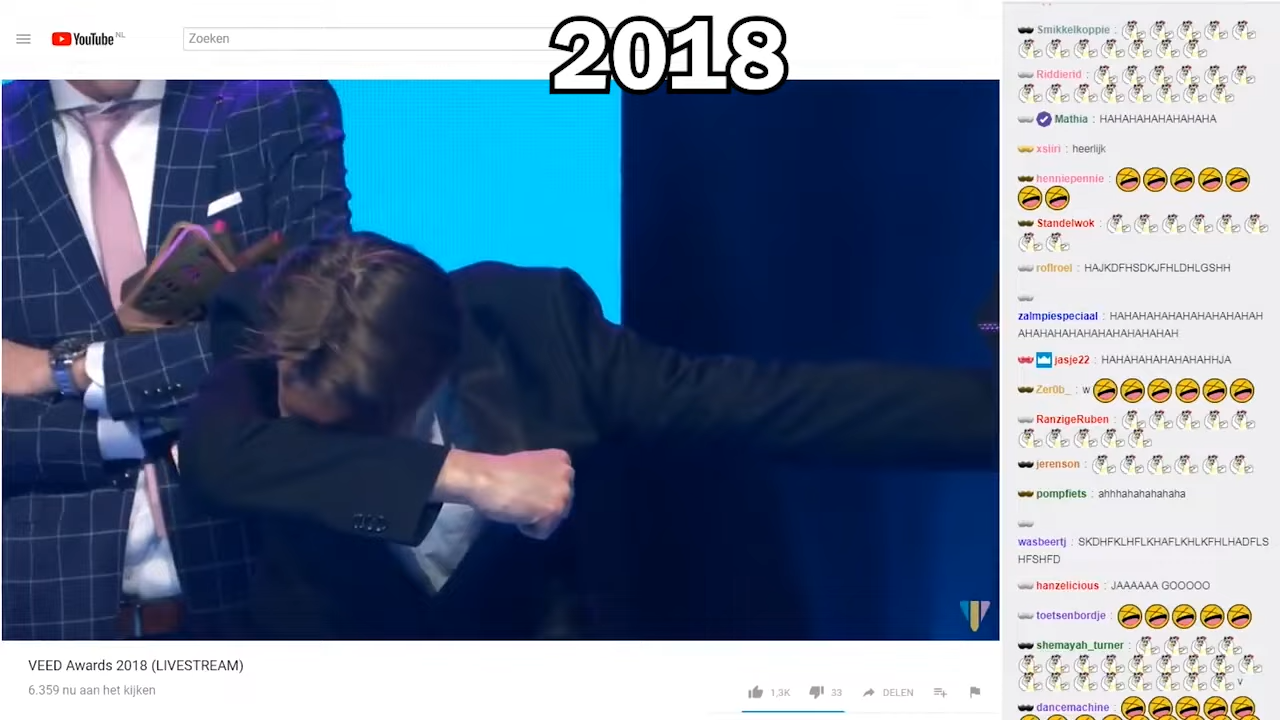 2018
YouTube NL
Zoeken
VEED Awards 2018 (LIVESTREAM)
6.359 nu aan het kijken
1,3K
33
DELEN
Smikkelkoppie :
Riddierid :
Mathia : HAHAHAHAHAHAHAHA
xsiiri : heerlijk
henniepennie :
Standelwok :
roflroel : HAJKDFHSDKJFHLDHLGSHH
zalmpiespeciaal : HAHAHAHAHAHAHAHAHAHAH
AHAHAHAHAHAHAHAHAHAHAH
jasje22 : HAHAHAHAHAHAHAHHJA
Zer0b_ : w
RanzigeRuben :
jerenson :
pompfiets : ahhhahahahahaha
wasbeertj : SKDHFKLHFLKHAFLKHLKFHLHADFLS
HFSHFD
hanzelicious : JAAAAAA GOOOOO
toetsenbordje :
shemayah_turner :
v
dancemachine :